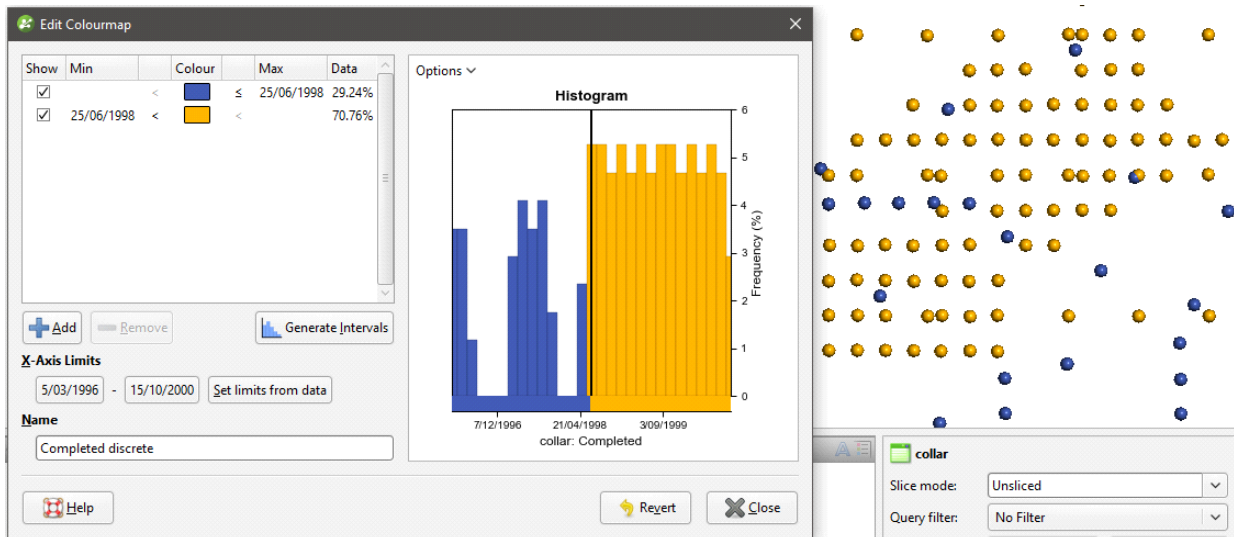 Edit Colourmap
Show Min Colour Max Data
< ≤ 25/06/1998 29.24%
25/06/1998 < < 70.76%
Add Remove Generate Intervals
X-Axis Limits
5/03/1996 - 15/10/2000 Set limits from data
Name
Completed discrete
Options
Histogram
6
5
4
3
2
1
0
Frequency (%)
7/12/1996 21/04/1998 3/09/1999
collar: Completed
Help Revert Close
collar
Slice mode: Unsliced
Query filter: No Filter